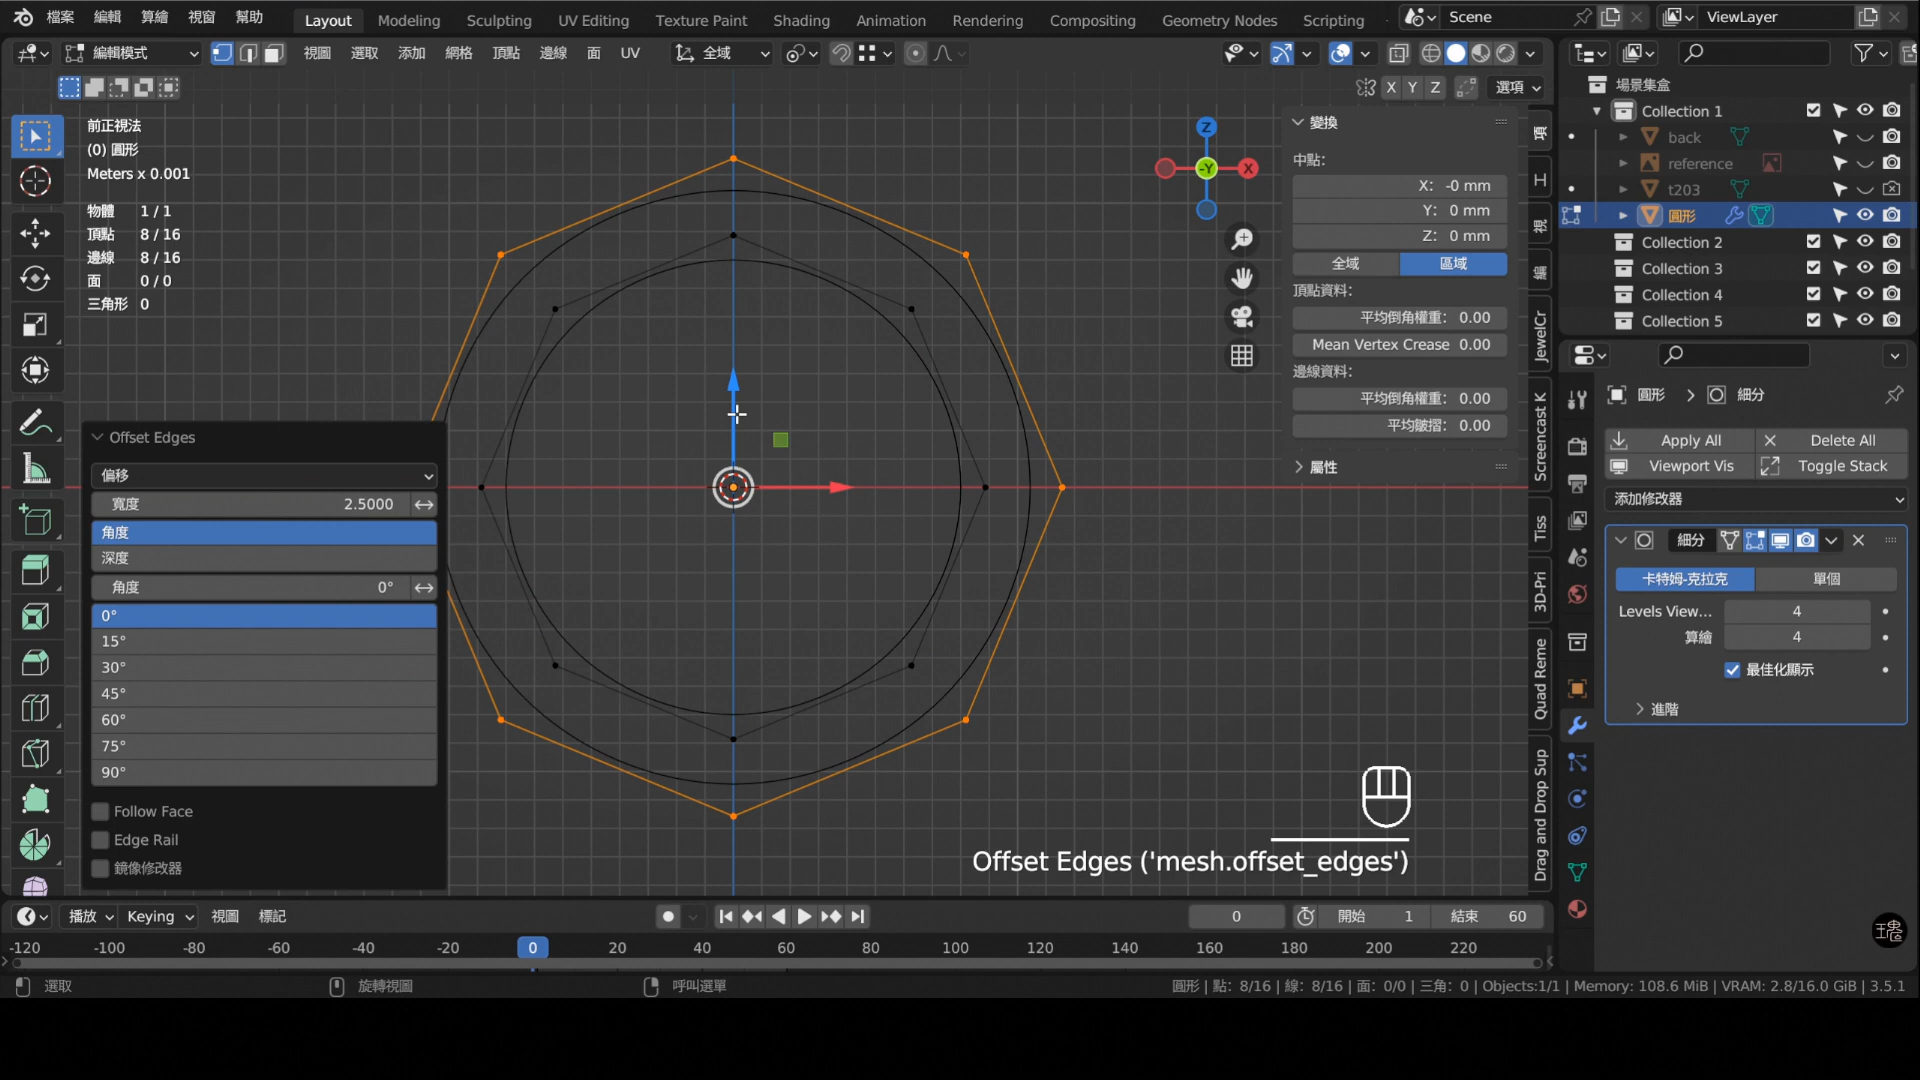 檔案 編輯 算繪 視窗 幫助 Layout Modeling Sculpting UV Editing Texture Paint Shading Animation Rendering Compositing Geometry Nodes Scripting Scene ViewLayer
編輯模式 視圖 選取 添加 網格 頂點 邊線 面 UV 全域
X Y Z 選項
前正視法
(0) 圓形
Meters x 0.001
物體 1 / 1
頂點 8 / 16
邊線 8 / 16
面 0 / 0
三角形 0
Z
-Y X
Offset Edges
偏移
寬度 2.5000
角度
深度
角度 0°
0°
15°
30°
45°
60°
75°
90°
Follow Face
Edge Rail
鏡像修改器
變換
中點:
X: -0 mm
Y: 0 mm
Z: 0 mm
全域 區域
頂點資料:
平均倒角權重: 0.00
Mean Vertex Crease 0.00
邊線資料:
平均倒角權重: 0.00
平均皺摺: 0.00
屬性
項
工
視
編
JewelCr
Screencast K
Tiss
3D-Pri
Quad Reme
Drag and Drop Sup
場景集盒
Collection 1
back
reference
t203
圓形
Collection 2
Collection 3
Collection 4
Collection 5
圓形 細分
Apply All Delete All
Viewport Vis Toggle Stack
添加修改器
細分
卡特姆-克拉克 單個
Levels View... 4
算繪 4
最佳化顯示
進階
Offset Edges ('mesh.offset_edges')
播放 Keying 視圖 標記 0 開始 1 結束 60
-120 -100 -80 -60 -40 -20 0 20 40 60 80 100 120 140 160 180 200 220
選取 旋轉視圖 呼叫選單 圓形 | 點: 8/16 | 線: 8/16 | 面: 0/0 | 三角: 0 | Objects:1/1 | Memory: 108.6 MiB | VRAM: 2.8/16.0 GiB | 3.5.1